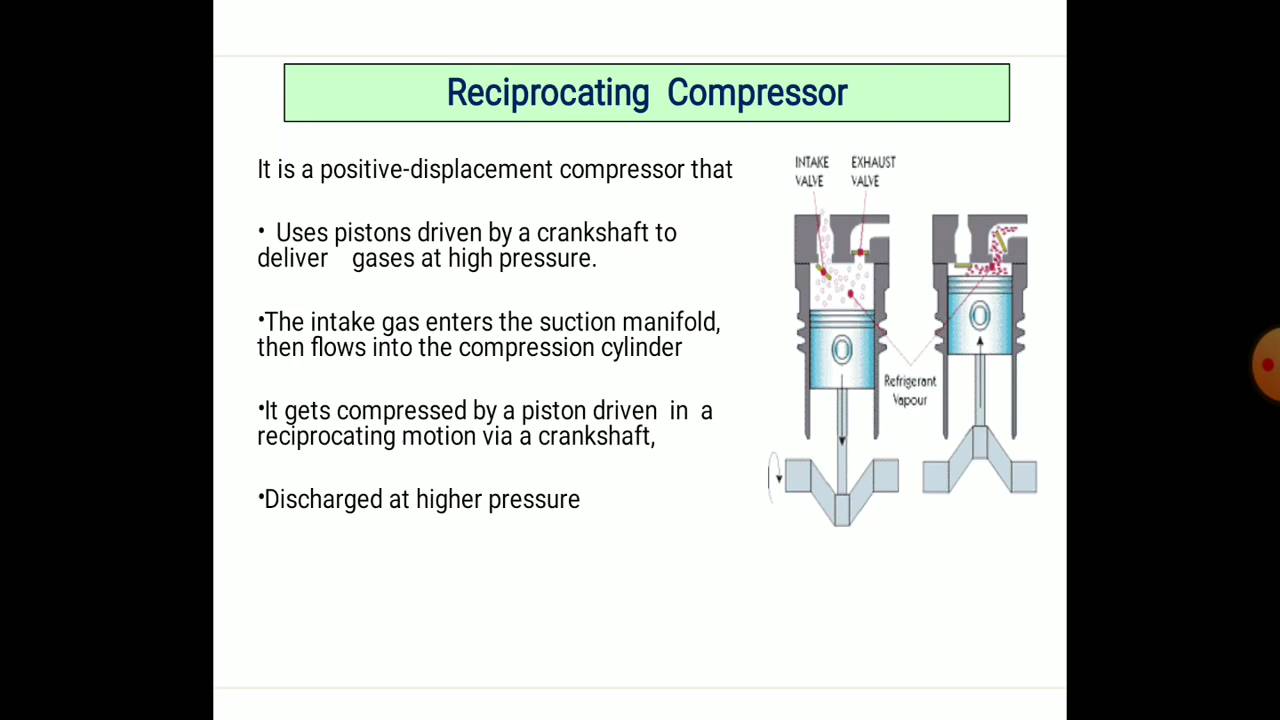 Reciprocating Compressor
It is a positive-displacement compressor that
• Uses pistons driven by a crankshaft to
deliver gases at high pressure.
•The intake gas enters the suction manifold,
then flows into the compression cylinder
•It gets compressed by a piston driven in a
reciprocating motion via a crankshaft,
•Discharged at higher pressure
INTAKE VALVE
EXHAUST VALVE
Refrigerant
Vapour